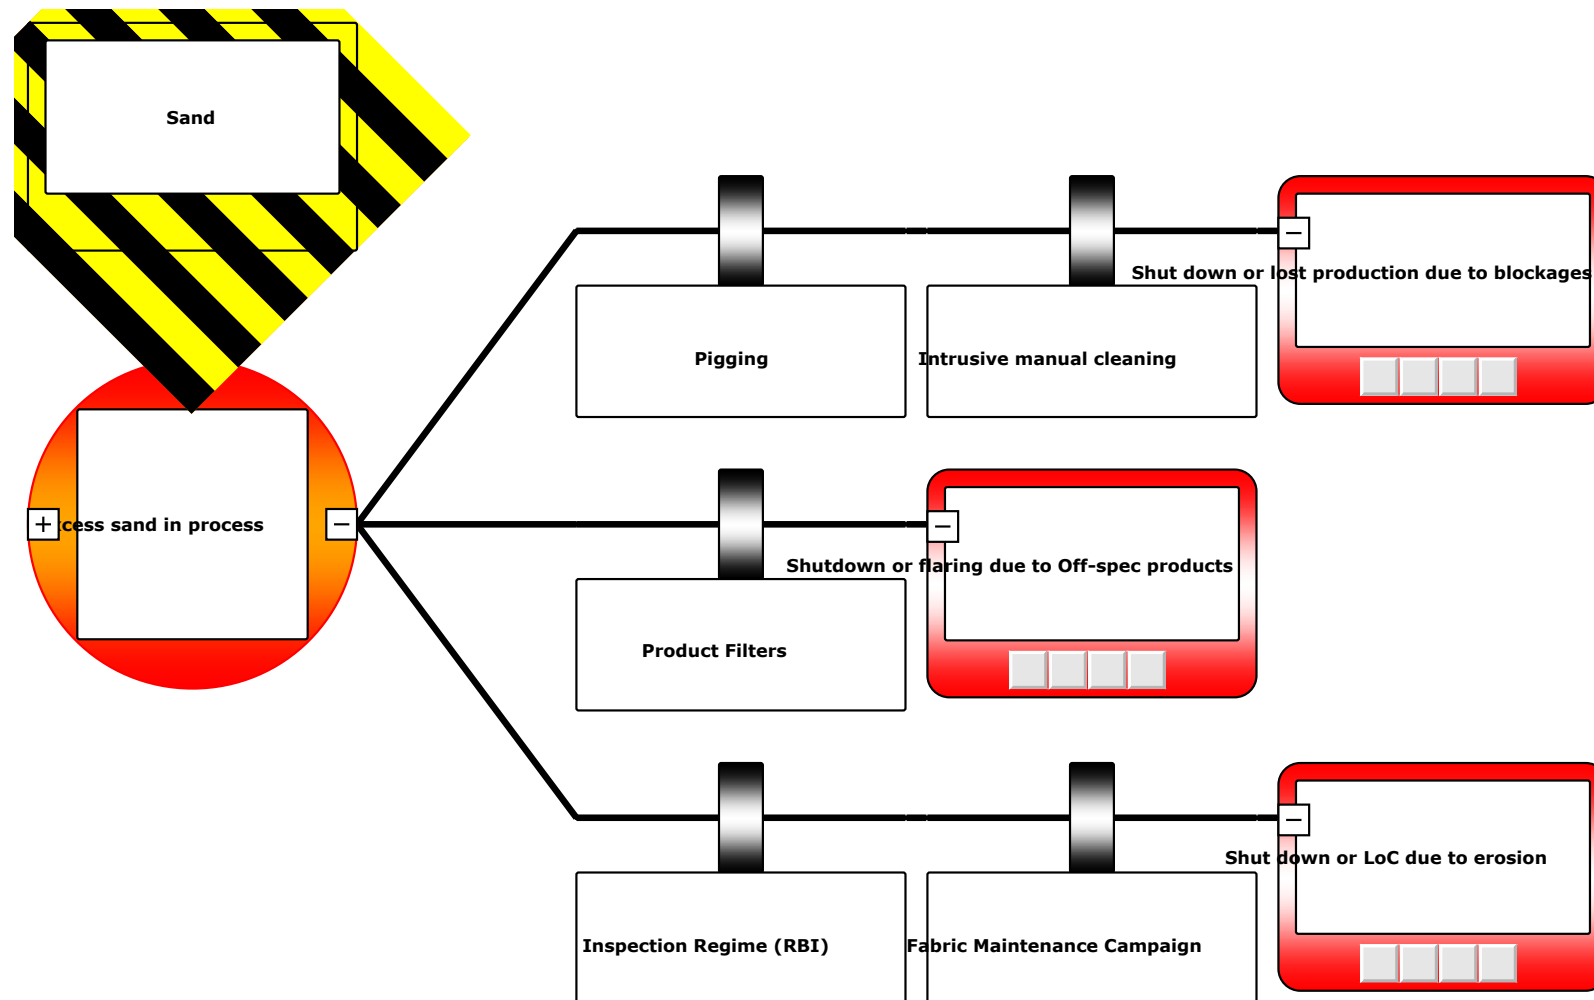 Sand
Shut down or lost production due to blockages
Pigging
Intrusive manual cleaning
cess sand in process
Shutdown or flaring due to Off-spec products
Product Filters
Shut down or LoC due to erosion
Inspection Regime (RBI)
Fabric Maintenance Campaign